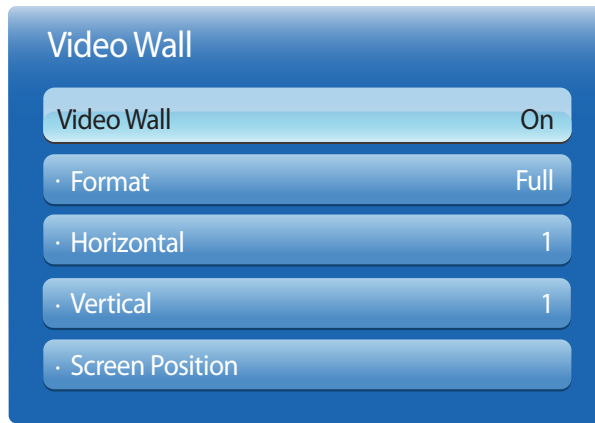 Video Wall
Video Wall On
· Format Full
· Horizontal 1
· Vertical 1
· Screen Position